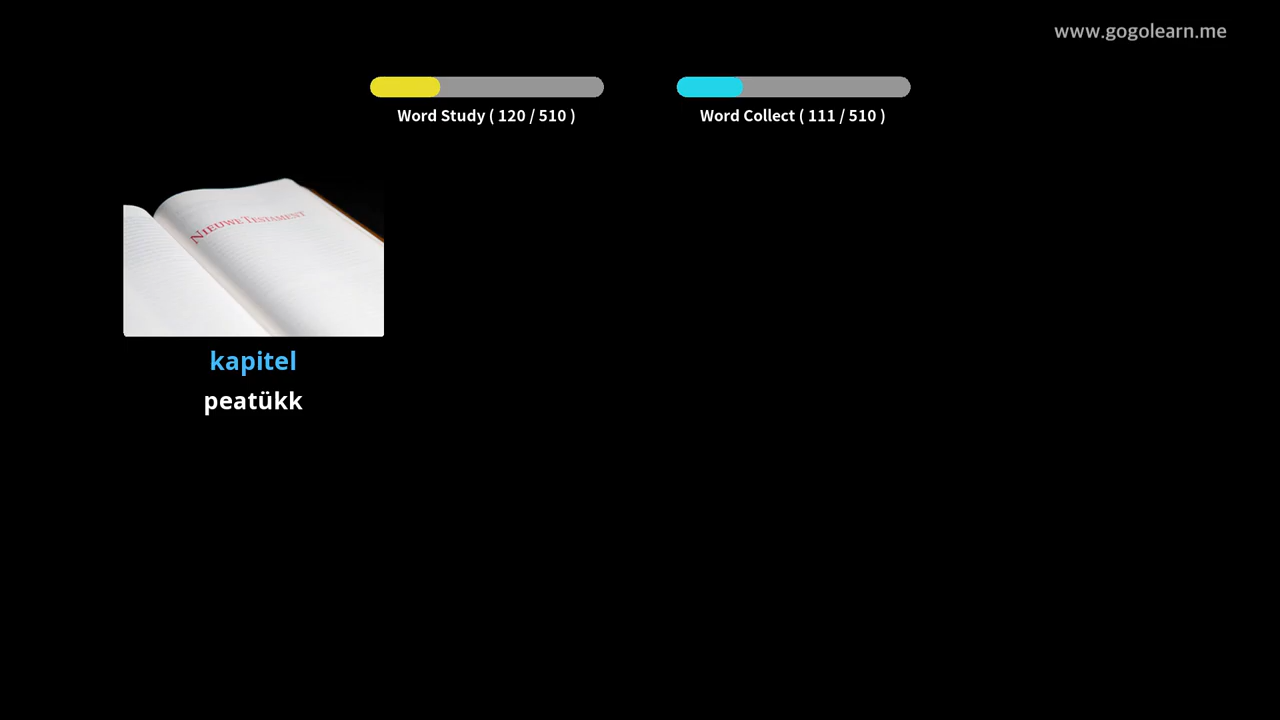 www.gogolearn.me
Word Study ( 120 / 510 )
Word Collect ( 111 / 510 )
NIEUWE TESTAMENT
kapitel
peatükk